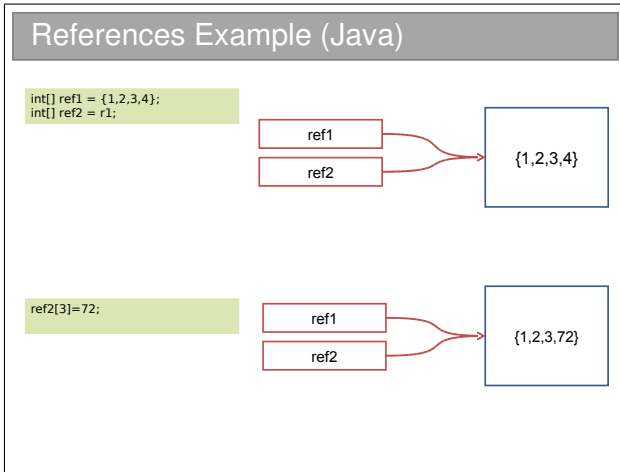 References Example (Java)
int[] ref1 = {1,2,3,4};
int[] ref2 = r1;
ref1
ref2
{1,2,3,4}
ref2[3]=72;
ref1
ref2
{1,2,3,72}